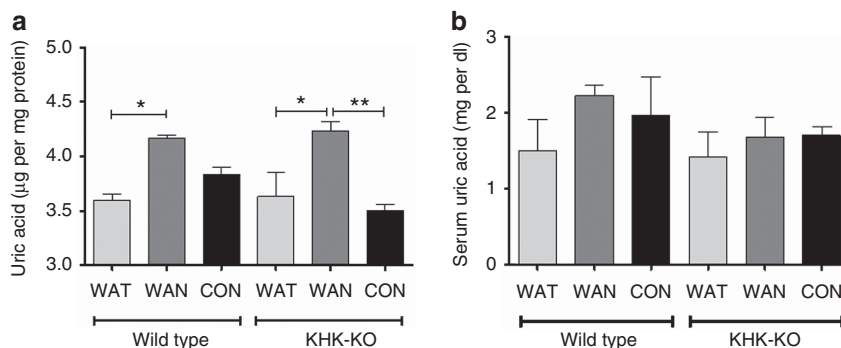 a
Uric acid (µg per mg protein)
5.0
4.5
4.0
3.5
3.0
*
*
**
WAT WAN CON WAT WAN CON
Wild type KHK-KO
b
Serum uric acid (mg per dl)
3
2
1
0
WAT WAN CON WAT WAN CON
Wild type KHK-KO